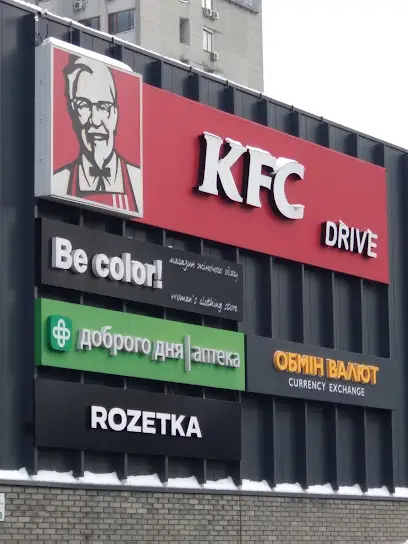 KFC
DRIVE
Be color!
магазин жіночого одягу
women's clothing store
доброго дня|аптека
ОБМІН ВАЛЮТ
CURRENCY EXCHANGE
ROZETKA